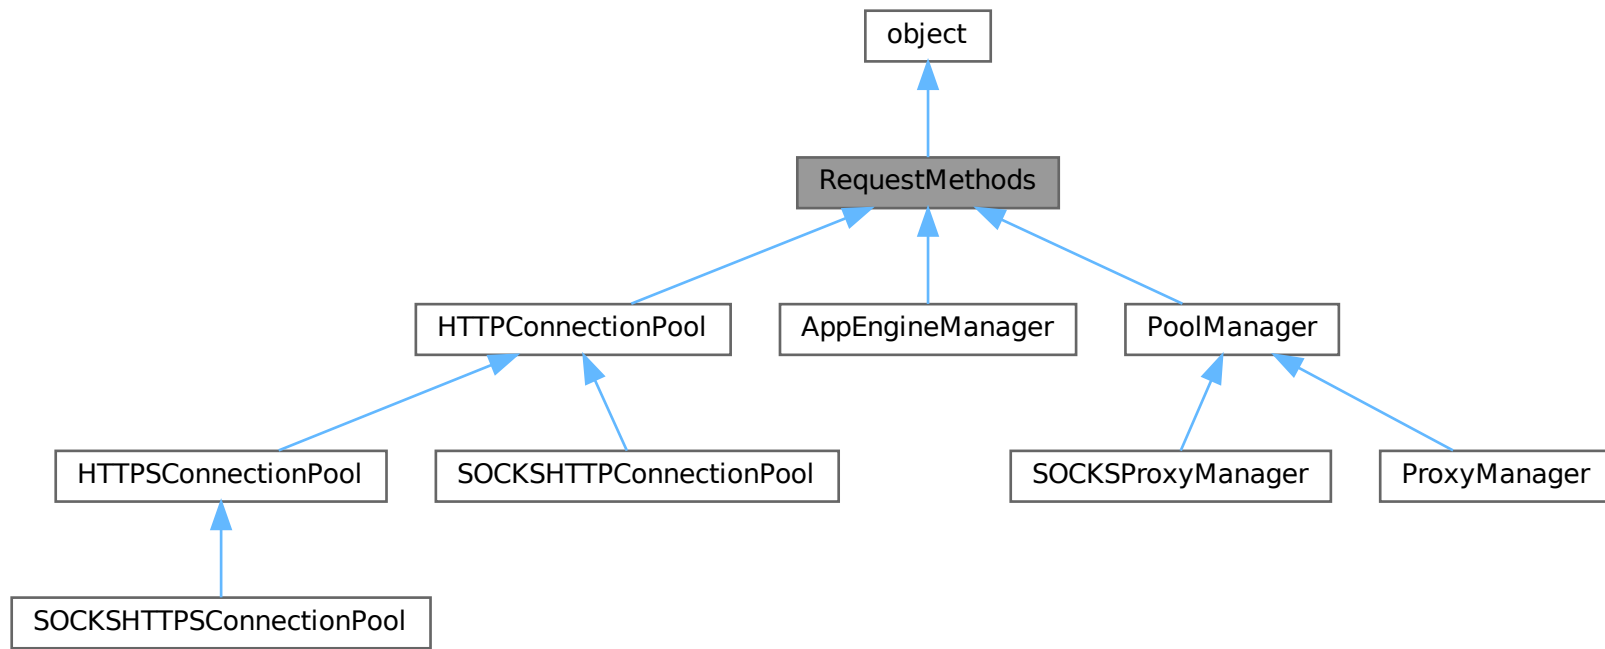 object
RequestMethods
HTTPConnectionPool
AppEngineManager
PoolManager
HTTPSConnectionPool
SOCKSHTTPConnectionPool
SOCKSProxyManager
ProxyManager
SOCKSHTTPSConnectionPool